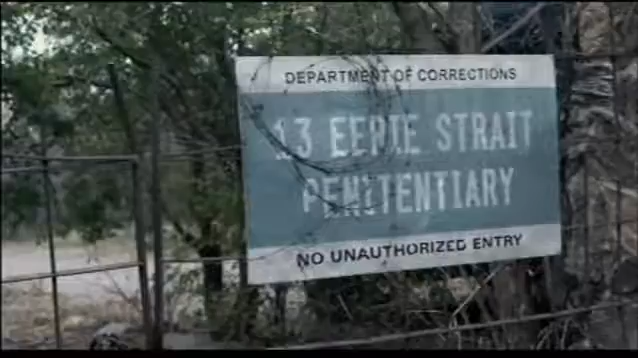 DEPARTMENT OF CORRECTIONS
13 EERIE STRAIT
PENITENTIARY
NO UNAUTHORIZED ENTRY